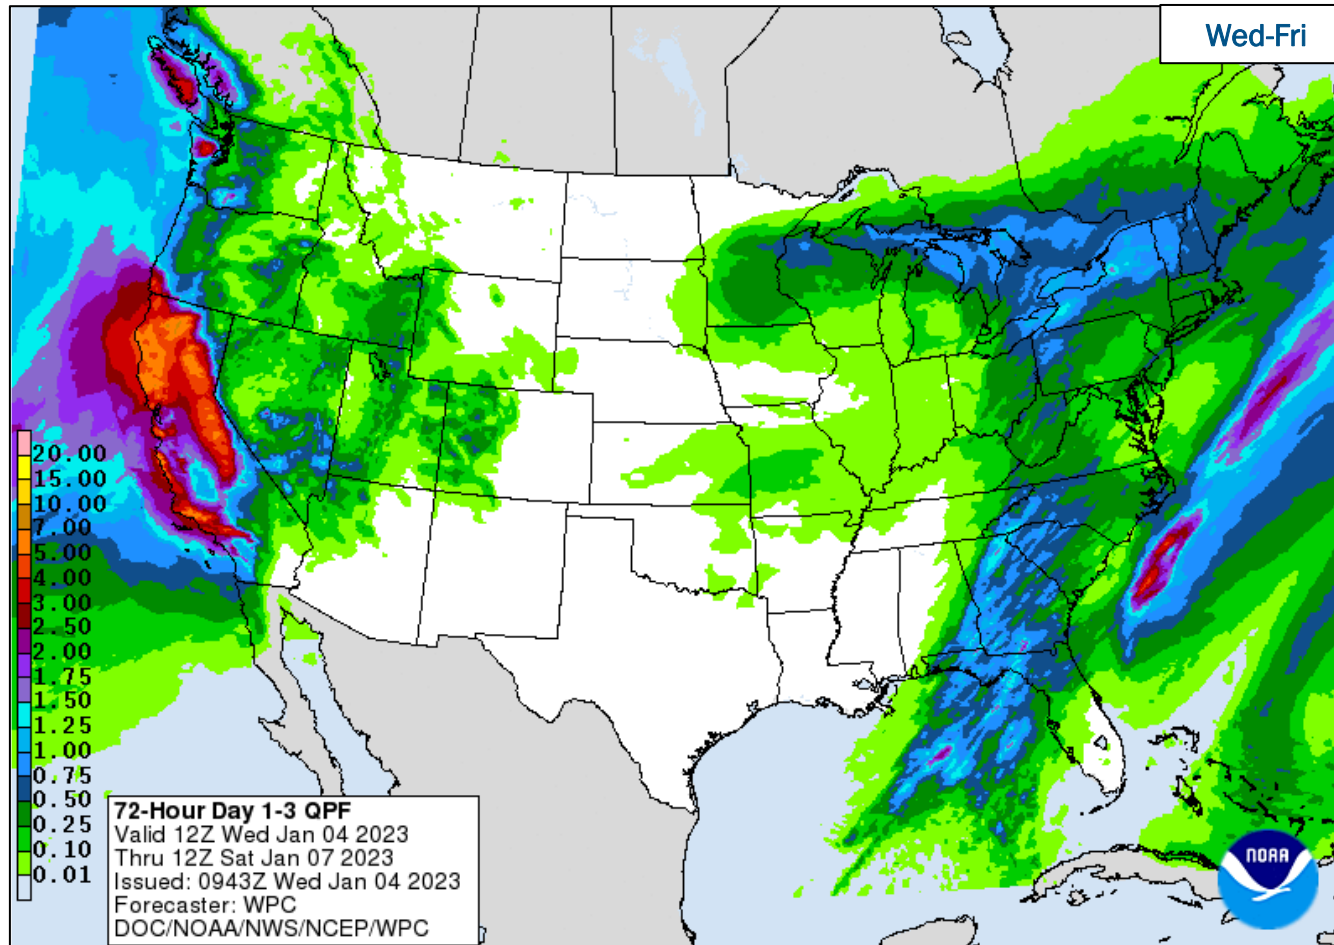 Wed-Fri
20.00
15.00
10.00
7.00
5.00
4.00
3.00
2.50
2.00
1.75
1.50
1.25
1.00
0.75
0.50
0.25
0.10
0.01
72-Hour Day 1-3 QPF
Valid 12Z Wed Jan 04 2023
Thru 12Z Sat Jan 07 2023
Issued: 0943Z Wed Jan 04 2023
Forecaster: WPC
DOC/NOAA/NWS/NCEP/WPC
NOAA